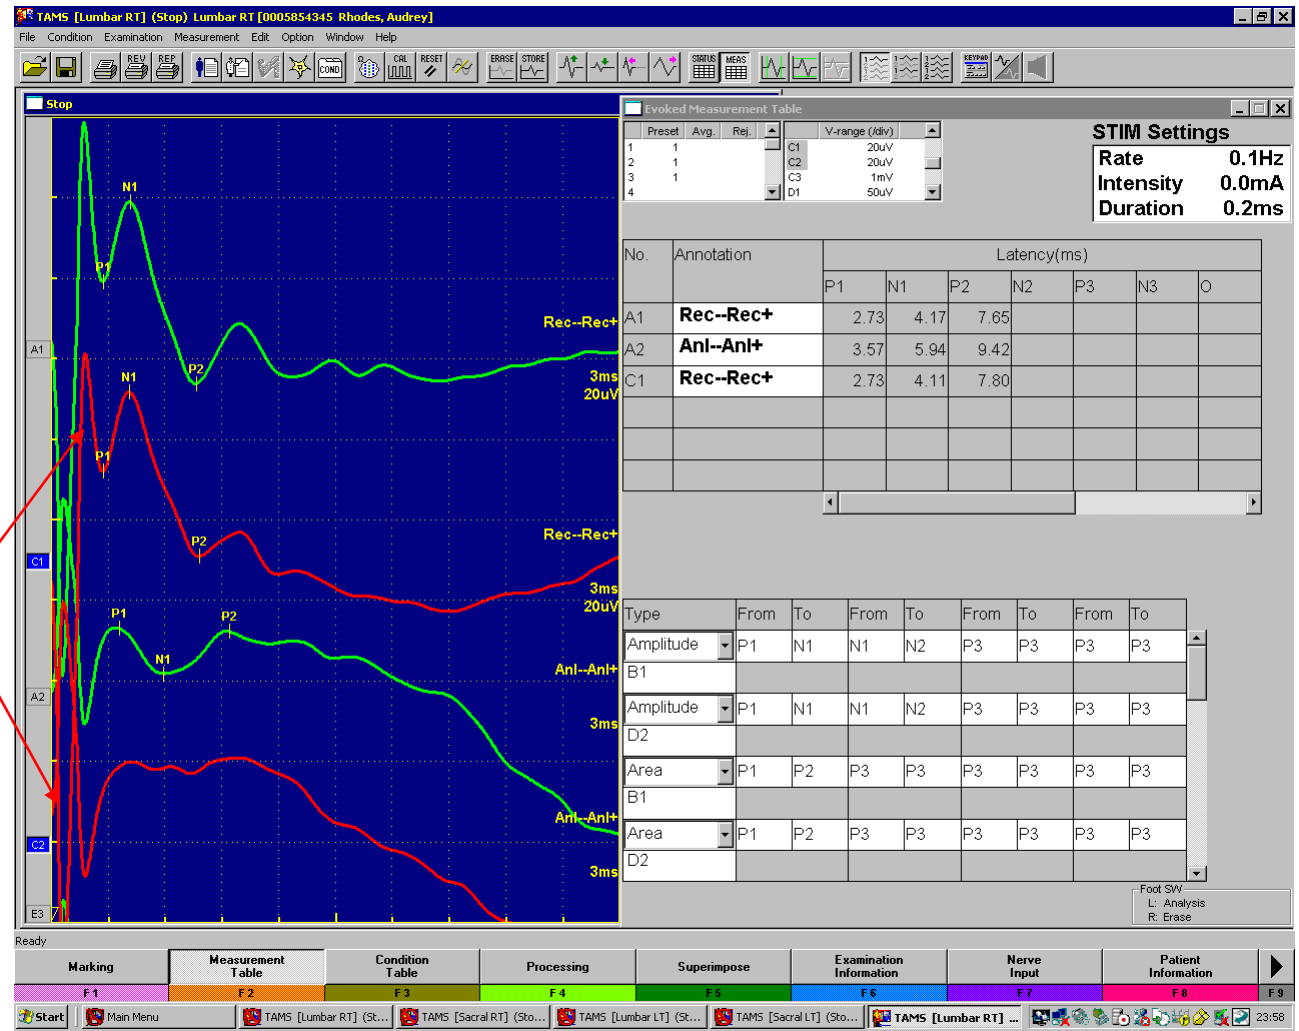 TAMS [Lumbar RT] (Stop) Lumbar RT [0005854345 Rhodes, Audrey]
File Condition Examination Measurement Edit Option Window Help
REV REP COND CAL RESET ERASE STORE STATUS MEAS KEYPAD
Stop
N1
P1
Rec--Rec+
A1
3ms
20uV
P2
N1
P1
P2
Rec--Rec+
C1
3ms
20uV
P1 P2
N1
Anl--Anl+
A2
3ms
Anl--Anl+
C2
3ms
E3
Evoked Measurement Table
Preset Avg. Rej.
1 1
2 1
3 1
4
V-range (/div)
C1 20uV
C2 20uV
C3 1mV
D1 50uV
STIM Settings
Rate 0.1Hz
Intensity 0.0mA
Duration 0.2ms
No. Annotation Latency(ms)
P1 N1 P2 N2 P3 N3 O
A1 Rec--Rec+ 2.73 4.17 7.65
A2 Anl--Anl+ 3.57 5.94 9.42
C1 Rec--Rec+ 2.73 4.11 7.80
Type From To From To From To From To
Amplitude P1 N1 N1 N2 P3 P3 P3 P3
B1
Amplitude P1 N1 N1 N2 P3 P3 P3 P3
D2
Area P1 P2 P3 P3 P3 P3 P3 P3
B1
Area P1 P2 P3 P3 P3 P3 P3 P3
D2
Foot SW
L: Analysis
R: Erase
Ready
Marking Measurement Table Condition Table Processing Superimpose Examination Information Nerve Input Patient Information
F1 F2 F3 F4 F5 F6 F7 F8 F9
Start Main Menu TAMS [Lumbar RT] (St... TAMS [Sacral RT] (Sto... TAMS [Lumbar LT] (St... TAMS [Sacral LT] (Sto... TAMS [Lumbar RT] ... 23:58